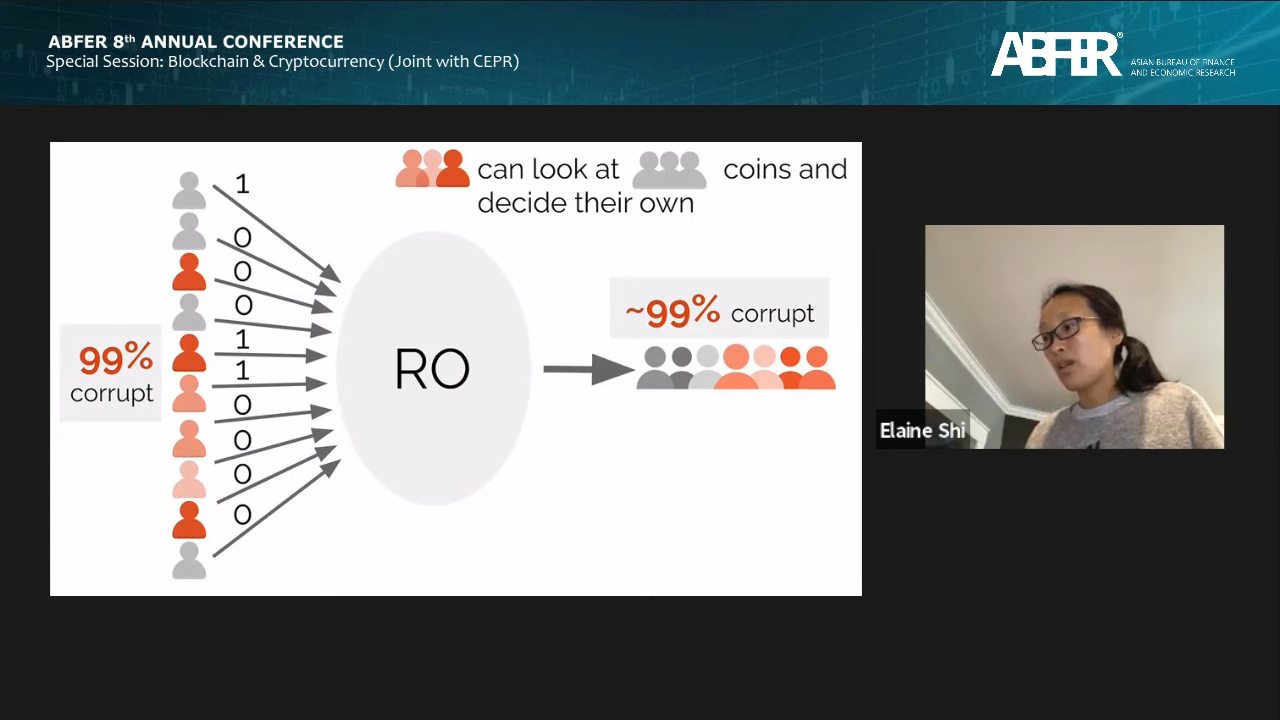 ABFER 8th ANNUAL CONFERENCE
Special Session: Blockchain & Cryptocurrency (Joint with CEPR)
ABFER®
ASIAN BUREAU OF FINANCE
AND ECONOMIC RESEARCH
can look at coins and
decide their own
1
0
0
0
1
1
0
0
0
0
99%
corrupt
RO
~99% corrupt
Elaine Shi